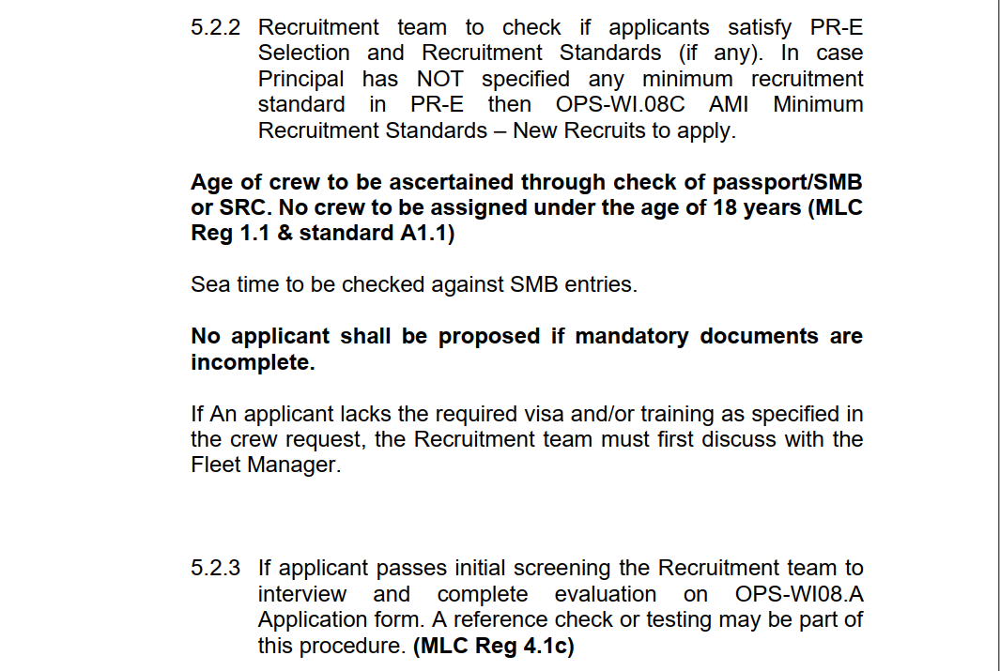 5.2.2 Recruitment team to check if applicants satisfy PR-E
Selection and Recruitment Standards (if any). In case
Principal has NOT specified any minimum recruitment
standard in PR-E then OPS-WI.08C AMI Minimum
Recruitment Standards – New Recruits to apply.
Age of crew to be ascertained through check of passport/SMB
or SRC. No crew to be assigned under the age of 18 years (MLC
Reg 1.1 & standard A1.1)
Sea time to be checked against SMB entries.
No applicant shall be proposed if mandatory documents are
incomplete.
If An applicant lacks the required visa and/or training as specified in
the crew request, the Recruitment team must first discuss with the
Fleet Manager.
5.2.3 If applicant passes initial screening the Recruitment team to
interview and complete evaluation on OPS-WI08.A
Application form. A reference check or testing may be part of
this procedure. (MLC Reg 4.1c)